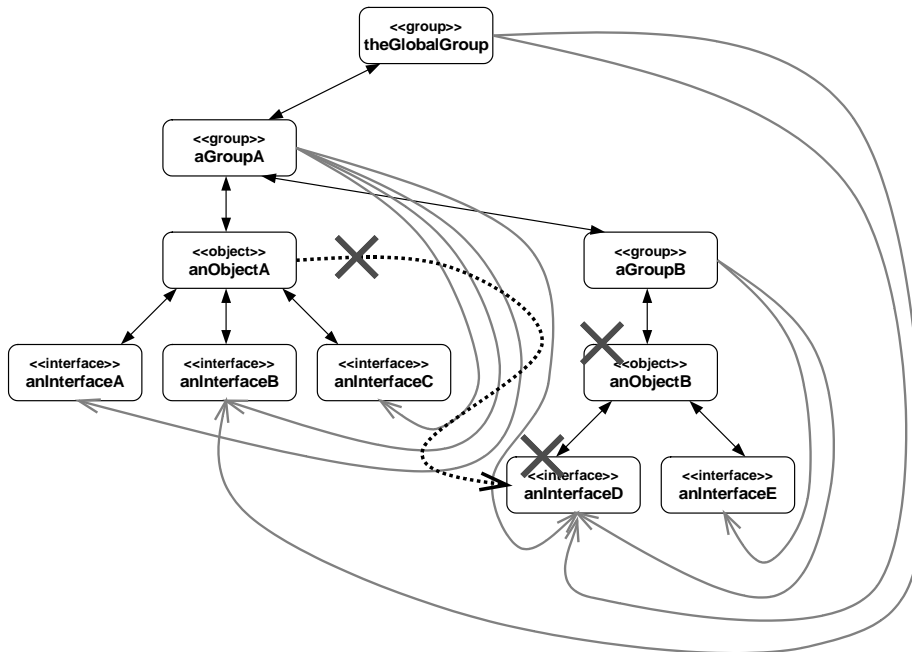 <<group>>
theGlobalGroup
<<group>>
aGroupA
<<object>>
anObjectA
<<group>>
aGroupB
<<interface>>
anInterfaceA
<<interface>>
anInterfaceB
<<interface>>
anInterfaceC
<<object>>
anObjectB
<<interface>>
anInterfaceD
<<interface>>
anInterfaceE